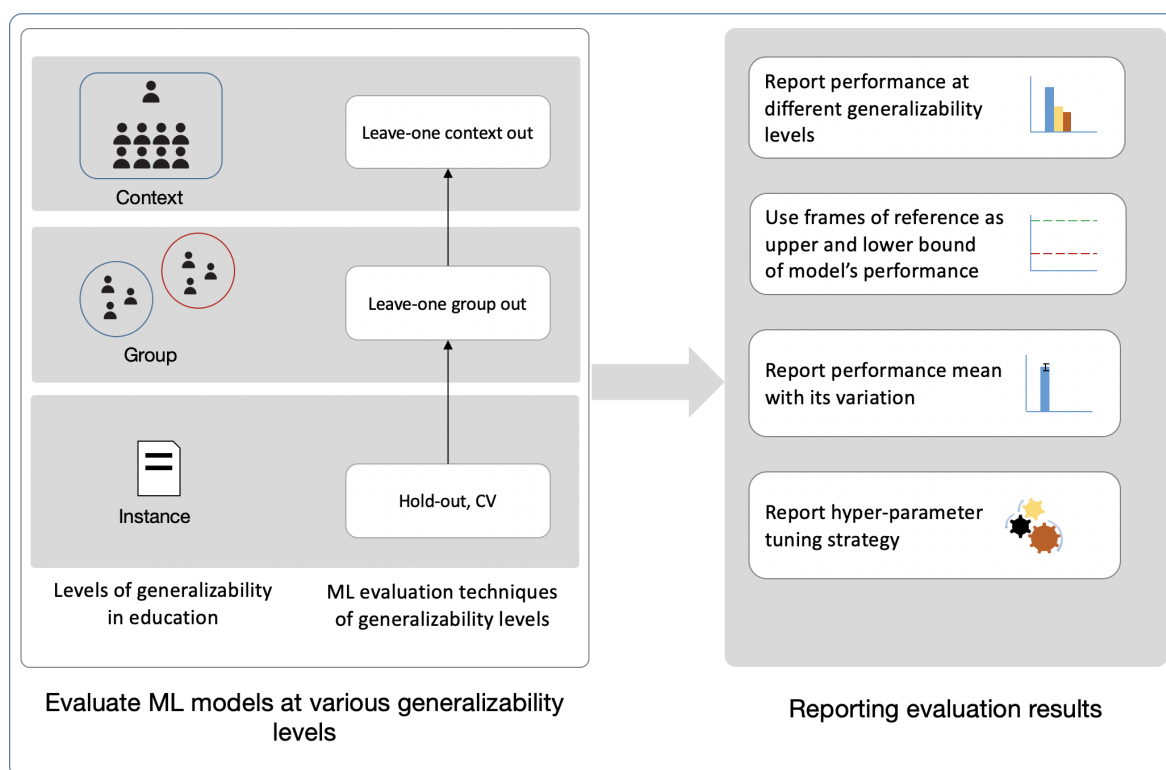 Context
Leave-one context out
Group
Leave-one group out
Instance
Hold-out, CV
Levels of generalizability
in education
ML evaluation techniques
of generalizability levels
Evaluate ML models at various generalizability
levels
Report performance at
different generalizability
levels
Use frames of reference as
upper and lower bound
of model’s performance
Report performance mean
with its variation
Report hyper-parameter
tuning strategy
Reporting evaluation results